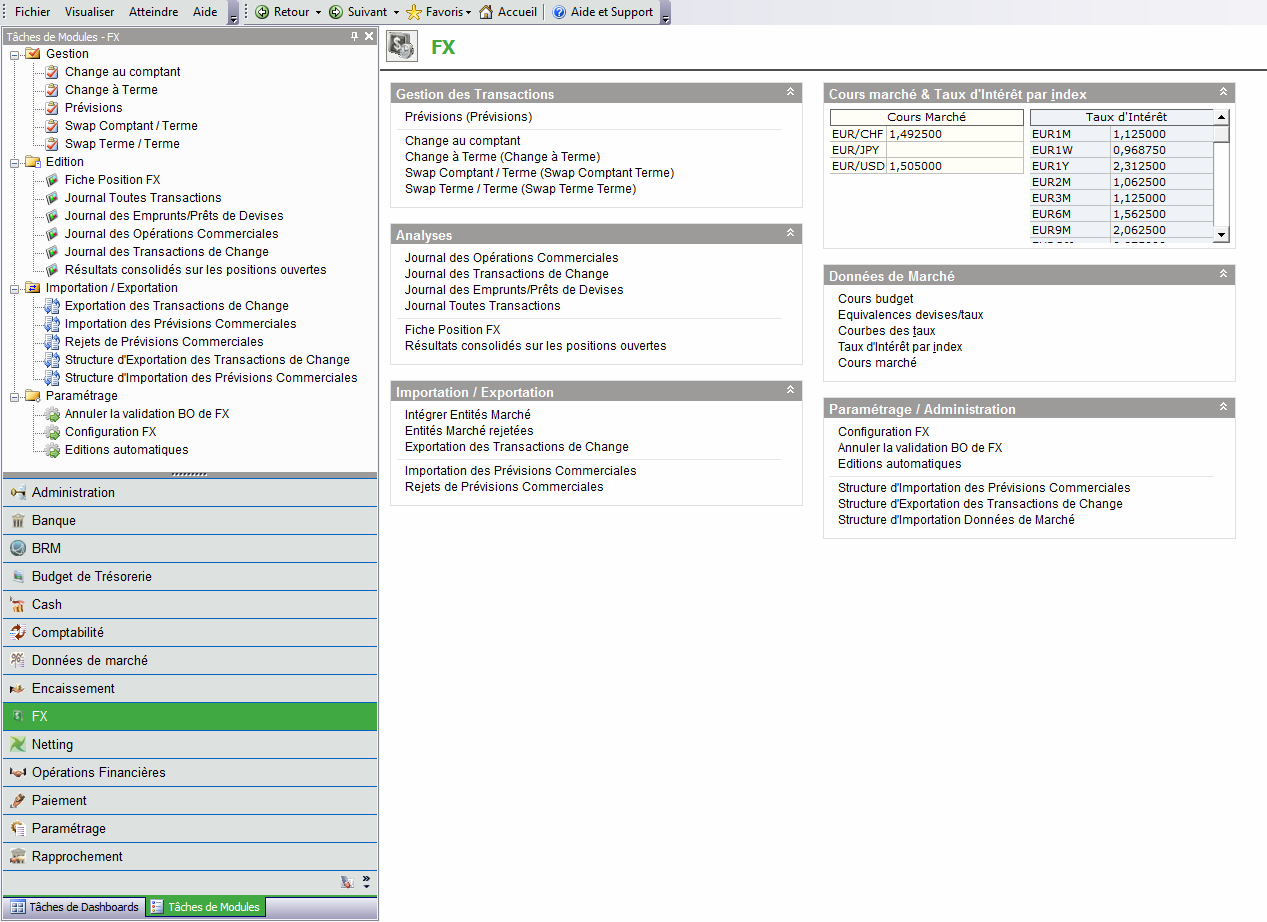 Fichier Visualiser Atteindre Aide Retour Suivant Favoris Accueil Aide et Support
Tâches de Modules - FX
Gestion
Change au comptant
Change à Terme
Prévisions
Swap Comptant / Terme
Swap Terme / Terme
Edition
Fiche Position FX
Journal Toutes Transactions
Journal des Emprunts/Prêts de Devises
Journal des Opérations Commerciales
Journal des Transactions de Change
Résultats consolidés sur les positions ouvertes
Importation / Exportation
Exportation des Transactions de Change
Importation des Prévisions Commerciales
Rejets de Prévisions Commerciales
Structure d'Exportation des Transactions de Change
Structure d'Importation des Prévisions Commerciales
Paramétrage
Annuler la validation BO de FX
Configuration FX
Editions automatiques
Administration
Banque
BRM
Budget de Trésorerie
Cash
Comptabilité
Données de marché
Encaissement
FX
Netting
Opérations Financières
Paiement
Paramétrage
Rapprochement
Tâches de Dashboards Tâches de Modules
FX
Gestion des Transactions
Prévisions (Prévisions)
Change au comptant
Change à Terme (Change à Terme)
Swap Comptant / Terme (Swap Comptant Terme)
Swap Terme / Terme (Swap Terme Terme)
Analyses
Journal des Opérations Commerciales
Journal des Transactions de Change
Journal des Emprunts/Prêts de Devises
Journal Toutes Transactions
Fiche Position FX
Résultats consolidés sur les positions ouvertes
Importation / Exportation
Intégrer Entités Marché
Entités Marché rejetées
Exportation des Transactions de Change
Importation des Prévisions Commerciales
Rejets de Prévisions Commerciales
Cours marché & Taux d'Intérêt par index
Cours Marché
EUR/CHF 1,492500
EUR/JPY
EUR/USD 1,505000
Taux d'Intérêt
EUR1M 1,125000
EUR1W 0,968750
EUR1Y 2,312500
EUR2M 1,062500
EUR3M 1,125000
EUR6M 1,562500
EUR9M 2,062500
Données de Marché
Cours budget
Equivalences devises/taux
Courbes des taux
Taux d'Intérêt par index
Cours marché
Paramétrage / Administration
Configuration FX
Annuler la validation BO de FX
Editions automatiques
Structure d'Importation des Prévisions Commerciales
Structure d'Exportation des Transactions de Change
Structure d'Importation Données de Marché